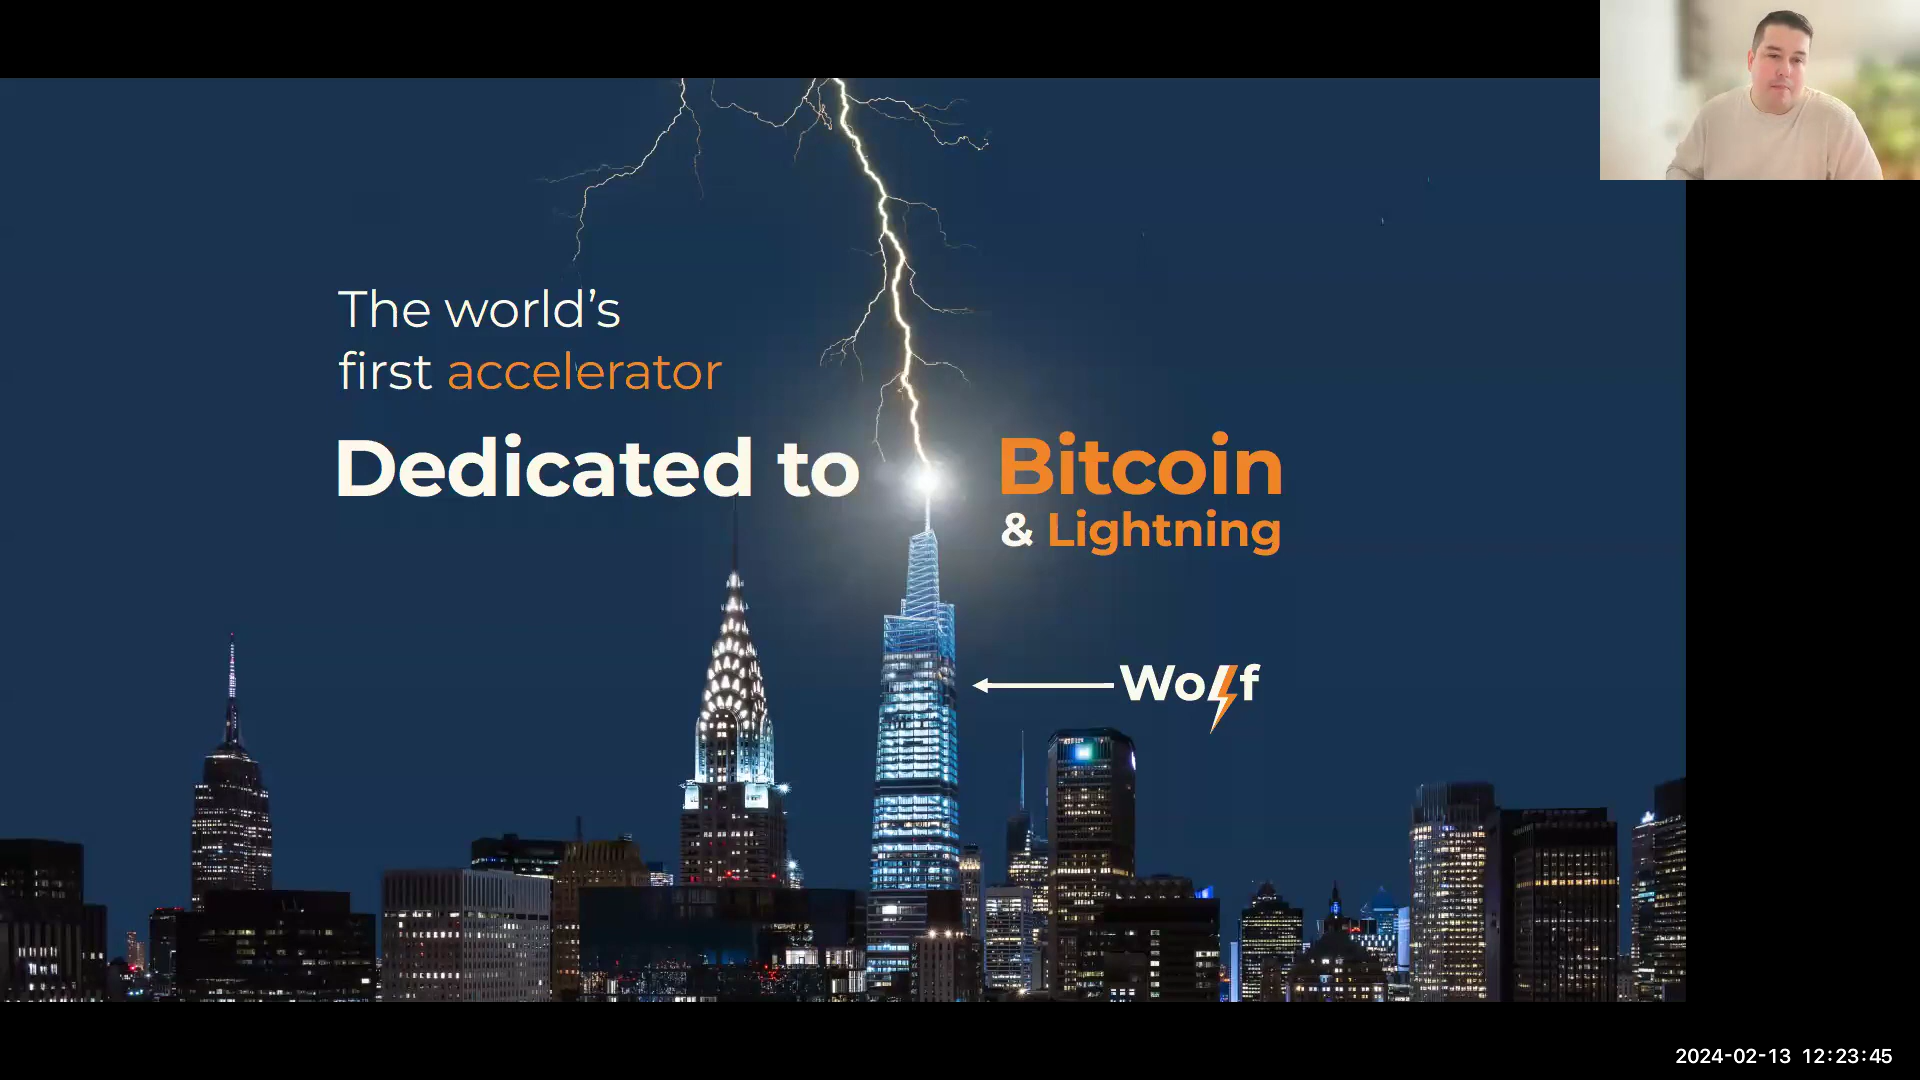 The world's
first accelerator
Dedicated to
Bitcoin
& Lightning
Wolf
2024-02-13 12:23:45